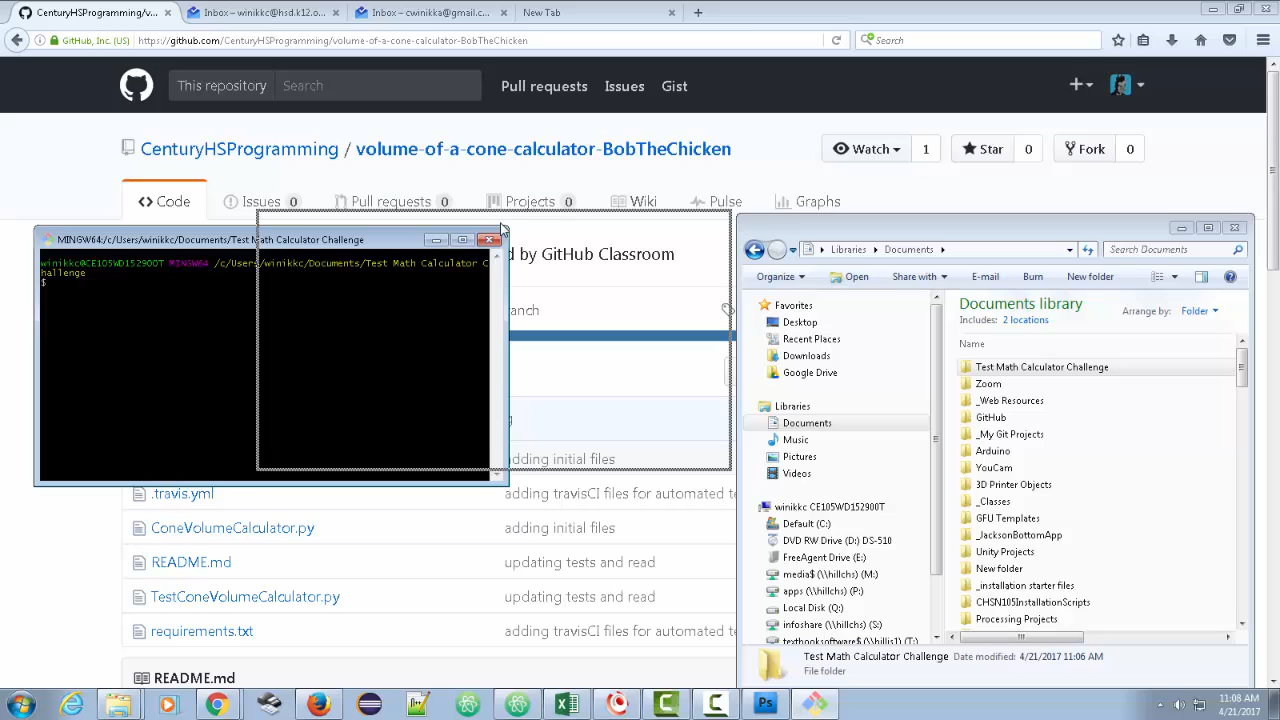 CenturyHSProgramming/v...
Inbox – winikkc@hsd.k12.o...
Inbox – cwinikka@gmail.c...
New Tab
GitHub, Inc. (US)
https://github.com/CenturyHSProgramming/volume-of-a-cone-calculator-BobTheChicken
Search
This repository
Search
Pull requests
Issues
Gist
CenturyHSProgramming / volume-of-a-cone-calculator-BobTheChicken
Watch
1
Star
0
Fork
0
Code
Issues 0
Pull requests 0
Projects 0
Wiki
Pulse
Graphs
d by GitHub Classroom
anch
MINGW64:/c/Users/winikkc/Documents/Test Math Calculator Challenge
winikkc@CE105WD152900T MINGW64 /c/Users/winikkc/Documents/Test Math Calculator C
hallenge
$
dding initial files
.travis.yml
adding travisCI files for automated te
ConeVolumeCalculator.py
adding initial files
README.md
updating tests and read
TestConeVolumeCalculator.py
updating tests and read
requirements.txt
adding travisCI files for automated te
README.md
Libraries
Documents
Search Documents
Organize
Open
Share with
E-mail
Burn
New folder
Favorites
Desktop
Recent Places
Downloads
Google Drive
Libraries
Documents
Music
Pictures
Videos
winikkc CE105WD152900T
Default (C:)
DVD RW Drive (D:) DS-510
FreeAgent Drive (E:)
media$ (\\hillchs) (M:)
apps (\\hillchs) (P:)
Local Disk (Q:)
infoshare (\\hillchs) (S:)
textbooksoftware$ (\\hillis1) (T:)
Documents library
Includes: 2 locations
Arrange by: Folder
Name
Test Math Calculator Challenge
Zoom
_Web Resources
GitHub
_My Git Projects
Arduino
YouCam
3D Printer Objects
_Classes
GFU Templates
_JacksonBottomApp
Unity Projects
New folder
_installation starter files
CHSN105InstallationScripts
Processing Projects
Test Math Calculator Challenge
Date modified: 4/21/2017 11:06 AM
File folder
Ps
11:08 AM
4/21/2017